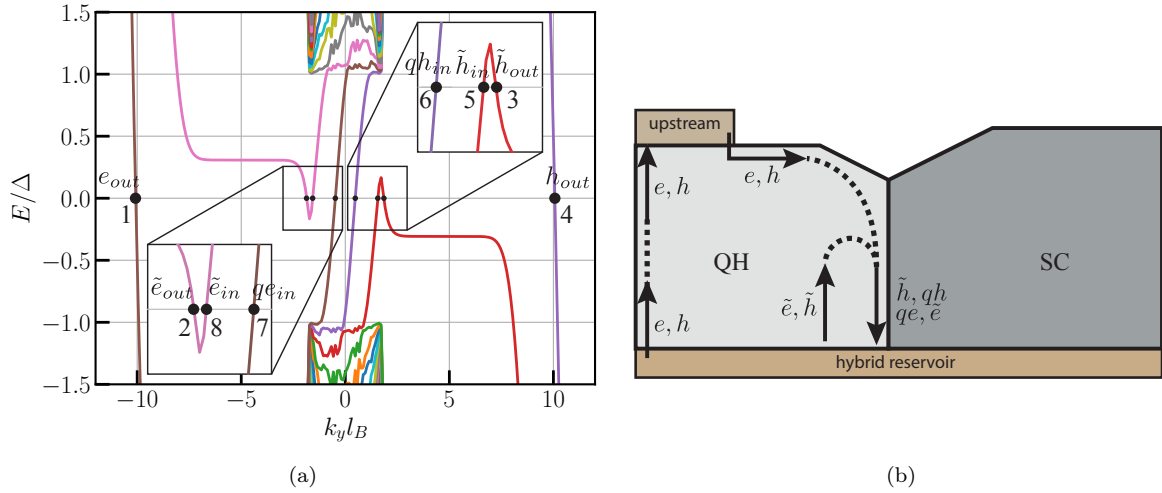 1.5
1.0
0.5
0.0
−0.5
−1.0
−1.5
E/Δ
−10
−5
0
5
10
k_y l_B
e_out
1
h_out
4
qh_in h̃_in h̃_out
6 5 3
ẽ_out ẽ_in qe_in
2 8 7
(a)
upstream
e, h
e, h
QH
SC
ẽ, h̃
h̃, qh
qe, ẽ
e, h
hybrid reservoir
(b)